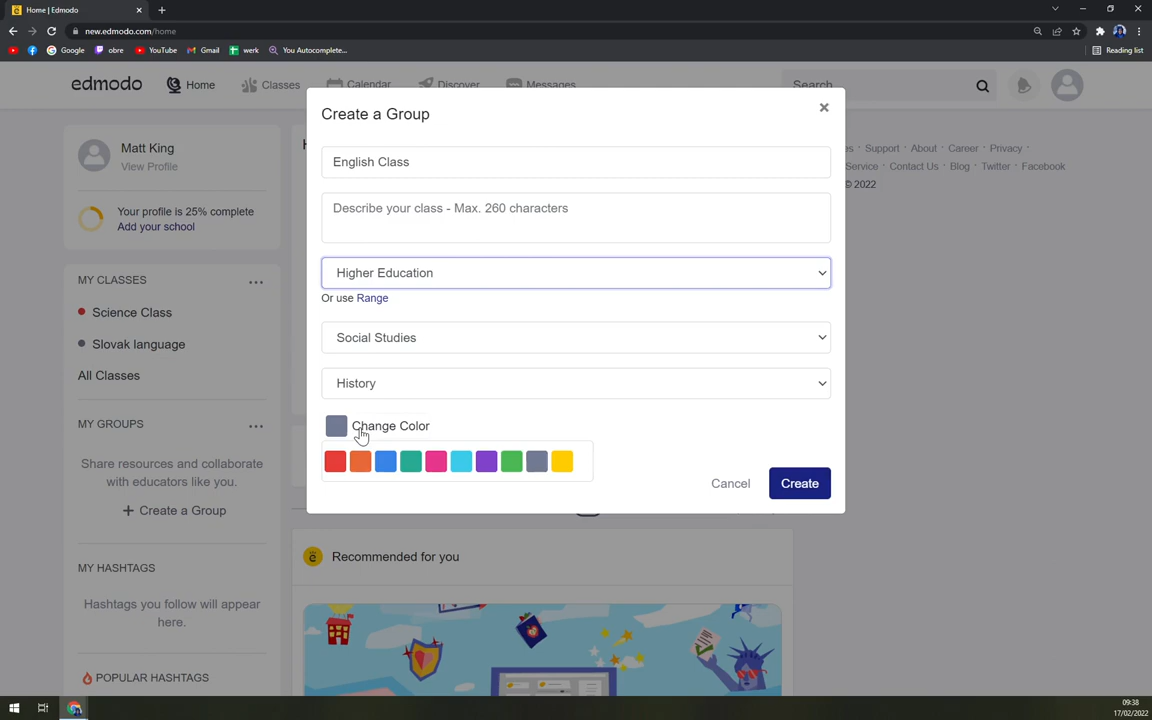 Home | Edmodo
new.edmodo.com/home
Google
obre
YouTube
Gmail
werk
You Autocomplete...
Reading list
edmodo
Home
Classes
Calendar
Discover
Messages
Search
Create a Group
English Class
Describe your class - Max. 260 characters
Higher Education
Or use Range
Social Studies
History
Change Color
Cancel
Create
Matt King
View Profile
Your profile is 25% complete
Add your school
MY CLASSES
Science Class
Slovak language
All Classes
MY GROUPS
Share resources and collaborate
with educators like you.
+ Create a Group
MY HASHTAGS
Hashtags you follow will appear
here.
POPULAR HASHTAGS
Support · About · Career · Privacy ·
Service · Contact Us · Blog · Twitter · Facebook
© 2022
Recommended for you
09:38
17/02/2022